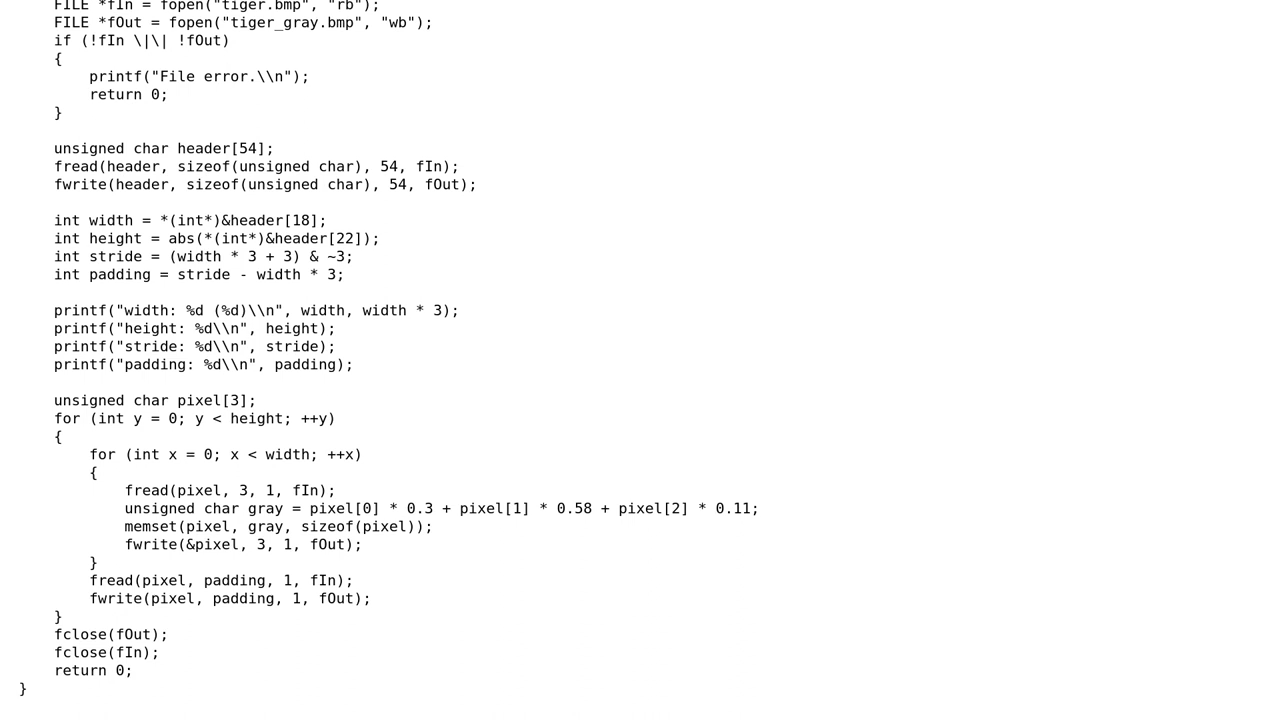 FILE *fIn = fopen("tiger.bmp", "rb");
    FILE *fOut = fopen("tiger_gray.bmp", "wb");
    if (!fIn \|\| !fOut)
    {
        printf("File error.\\n");
        return 0;
    }

    unsigned char header[54];
    fread(header, sizeof(unsigned char), 54, fIn);
    fwrite(header, sizeof(unsigned char), 54, fOut);

    int width = *(int*)&header[18];
    int height = abs(*(int*)&header[22]);
    int stride = (width * 3 + 3) & ~3;
    int padding = stride - width * 3;

    printf("width: %d (%d)\\n", width, width * 3);
    printf("height: %d\\n", height);
    printf("stride: %d\\n", stride);
    printf("padding: %d\\n", padding);

    unsigned char pixel[3];
    for (int y = 0; y < height; ++y)
    {
        for (int x = 0; x < width; ++x)
        {
            fread(pixel, 3, 1, fIn);
            unsigned char gray = pixel[0] * 0.3 + pixel[1] * 0.58 + pixel[2] * 0.11;
            memset(pixel, gray, sizeof(pixel));
            fwrite(&pixel, 3, 1, fOut);
        }
        fread(pixel, padding, 1, fIn);
        fwrite(pixel, padding, 1, fOut);
    }
    fclose(fOut);
    fclose(fIn);
    return 0;
}